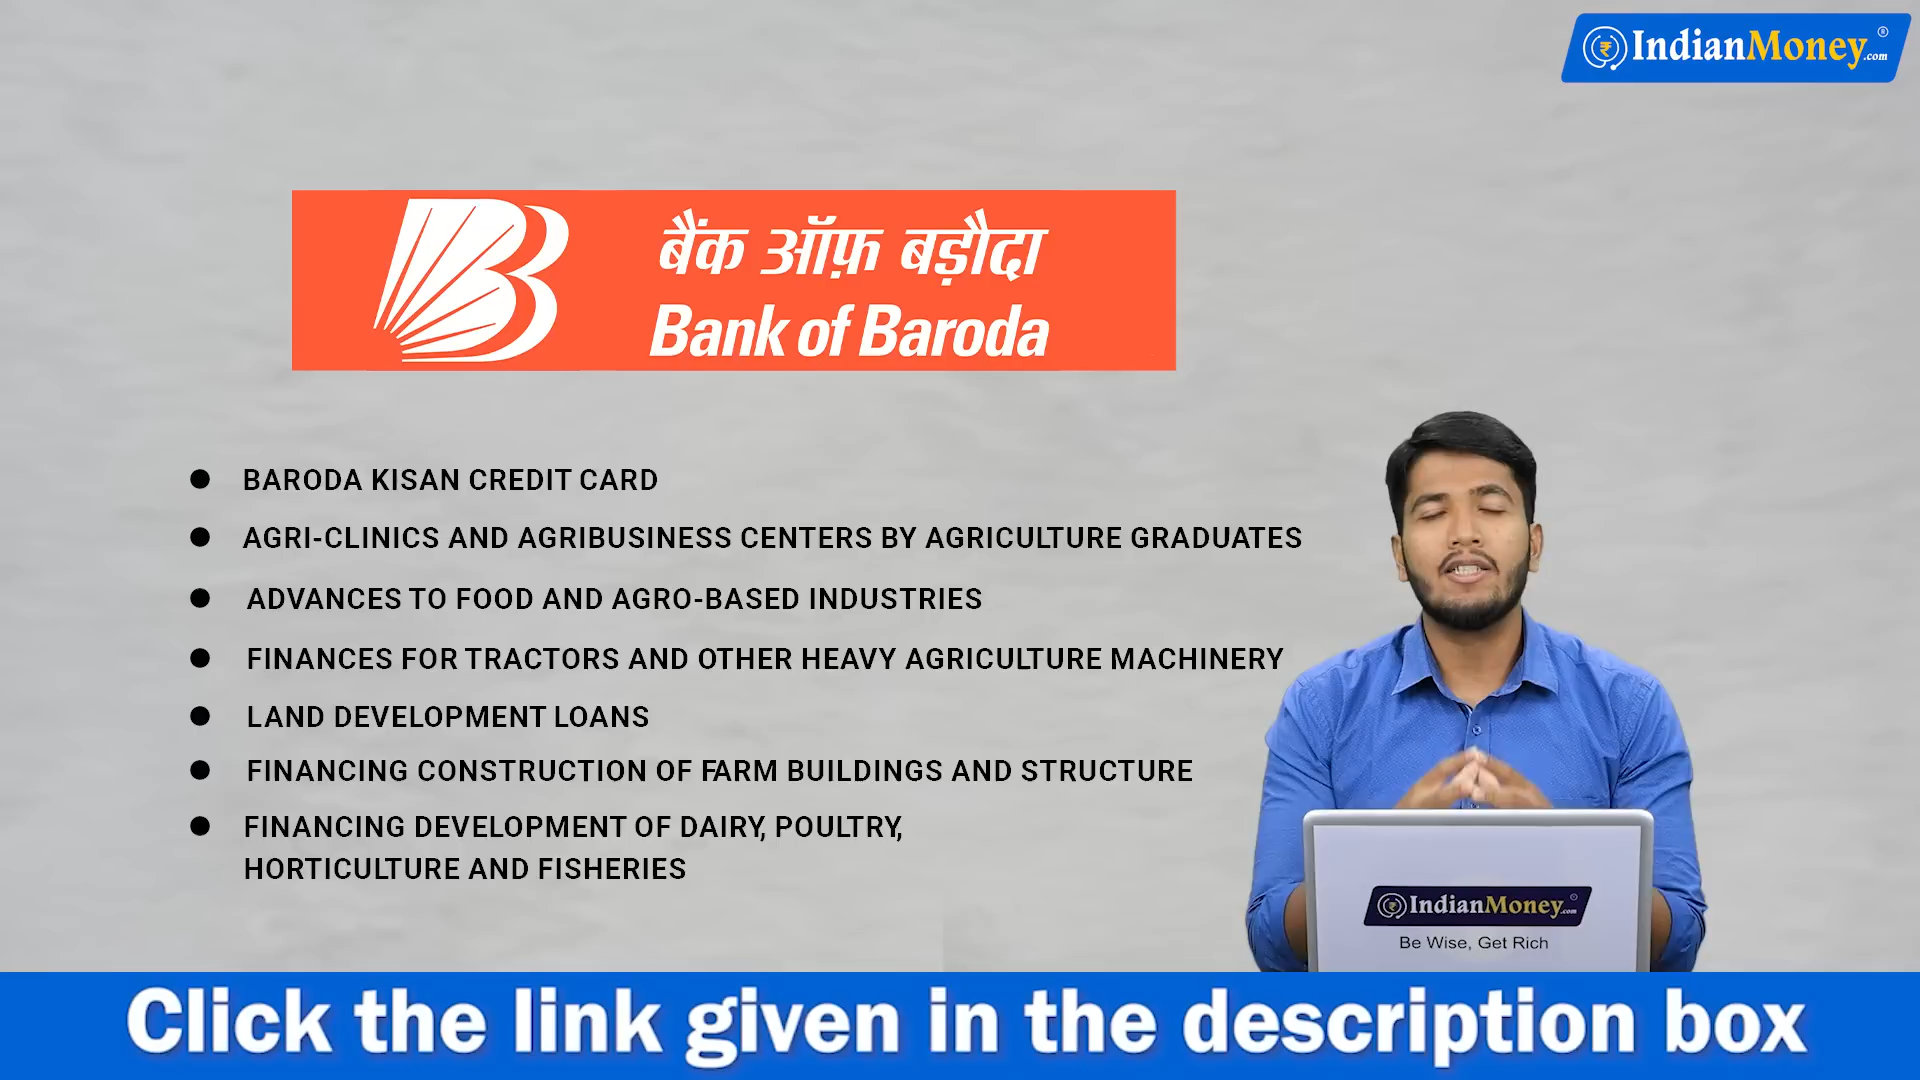 IndianMoney.com
बैंक ऑफ़ बड़ौदा
Bank of Baroda
BARODA KISAN CREDIT CARD
AGRI-CLINICS AND AGRIBUSINESS CENTERS BY AGRICULTURE GRADUATES
ADVANCES TO FOOD AND AGRO-BASED INDUSTRIES
FINANCES FOR TRACTORS AND OTHER HEAVY AGRICULTURE MACHINERY
LAND DEVELOPMENT LOANS
FINANCING CONSTRUCTION OF FARM BUILDINGS AND STRUCTURE
FINANCING DEVELOPMENT OF DAIRY, POULTRY,
HORTICULTURE AND FISHERIES
IndianMoney.com
Be Wise, Get Rich
Click the link given in the description box